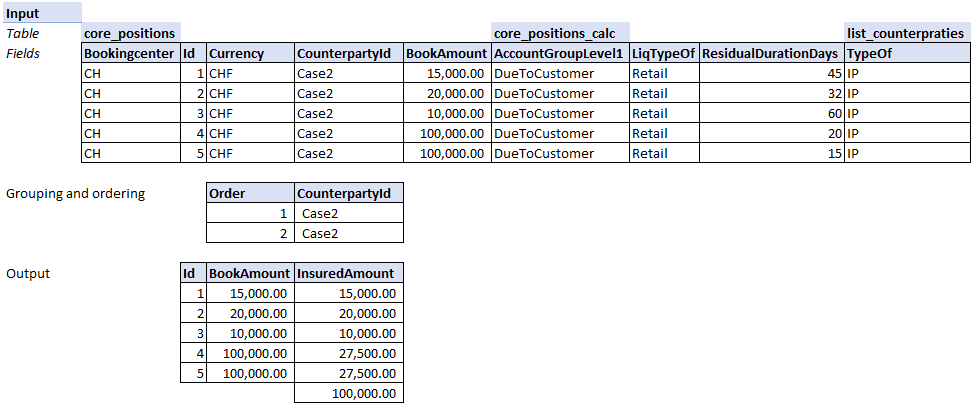 Input
Table core_positions core_positions_calc list_counterpraties
Fields Bookingcenter Id Currency CounterpartyId BookAmount AccountGroupLevel1 LiqTypeOf ResidualDurationDays TypeOf
CH 1 CHF Case2 15,000.00 DueToCustomer Retail 45 IP
CH 2 CHF Case2 20,000.00 DueToCustomer Retail 32 IP
CH 3 CHF Case2 10,000.00 DueToCustomer Retail 60 IP
CH 4 CHF Case2 100,000.00 DueToCustomer Retail 20 IP
CH 5 CHF Case2 100,000.00 DueToCustomer Retail 15 IP
Grouping and ordering Order CounterpartyId
1 Case2
2 Case2
Output Id BookAmount InsuredAmount
1 15,000.00 15,000.00
2 20,000.00 20,000.00
3 10,000.00 10,000.00
4 100,000.00 27,500.00
5 100,000.00 27,500.00
100,000.00